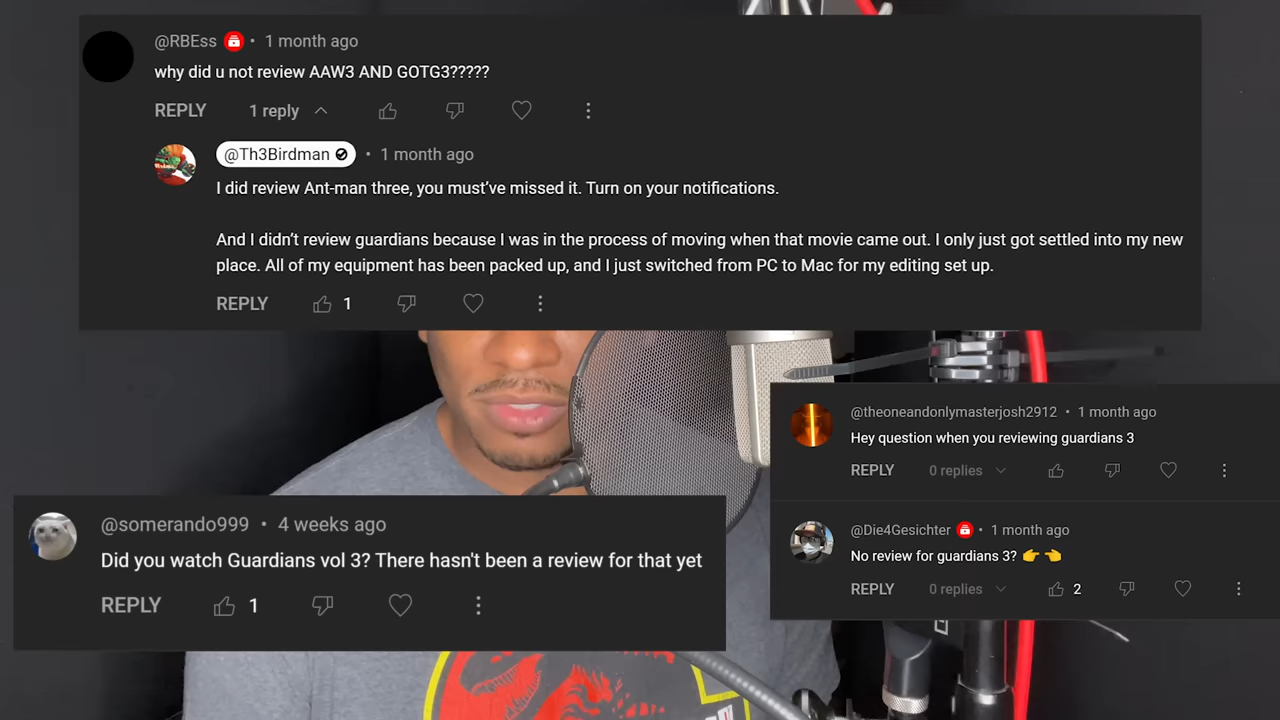 @RBEss • 1 month ago
why did u not review AAW3 AND GOTG3?????
REPLY 1 reply
@Th3Birdman • 1 month ago
I did review Ant-man three, you must've missed it. Turn on your notifications.
And I didn't review guardians because I was in the process of moving when that movie came out. I only just got settled into my new
place. All of my equipment has been packed up, and I just switched from PC to Mac for my editing set up.
REPLY 1
@theoneandonlymasterjosh2912 • 1 month ago
Hey question when you reviewing guardians 3
REPLY 0 replies
@Die4Gesichter • 1 month ago
No review for guardians 3? 👉👈
REPLY 0 replies 2
@somerando999 • 4 weeks ago
Did you watch Guardians vol 3? There hasn't been a review for that yet
REPLY 1